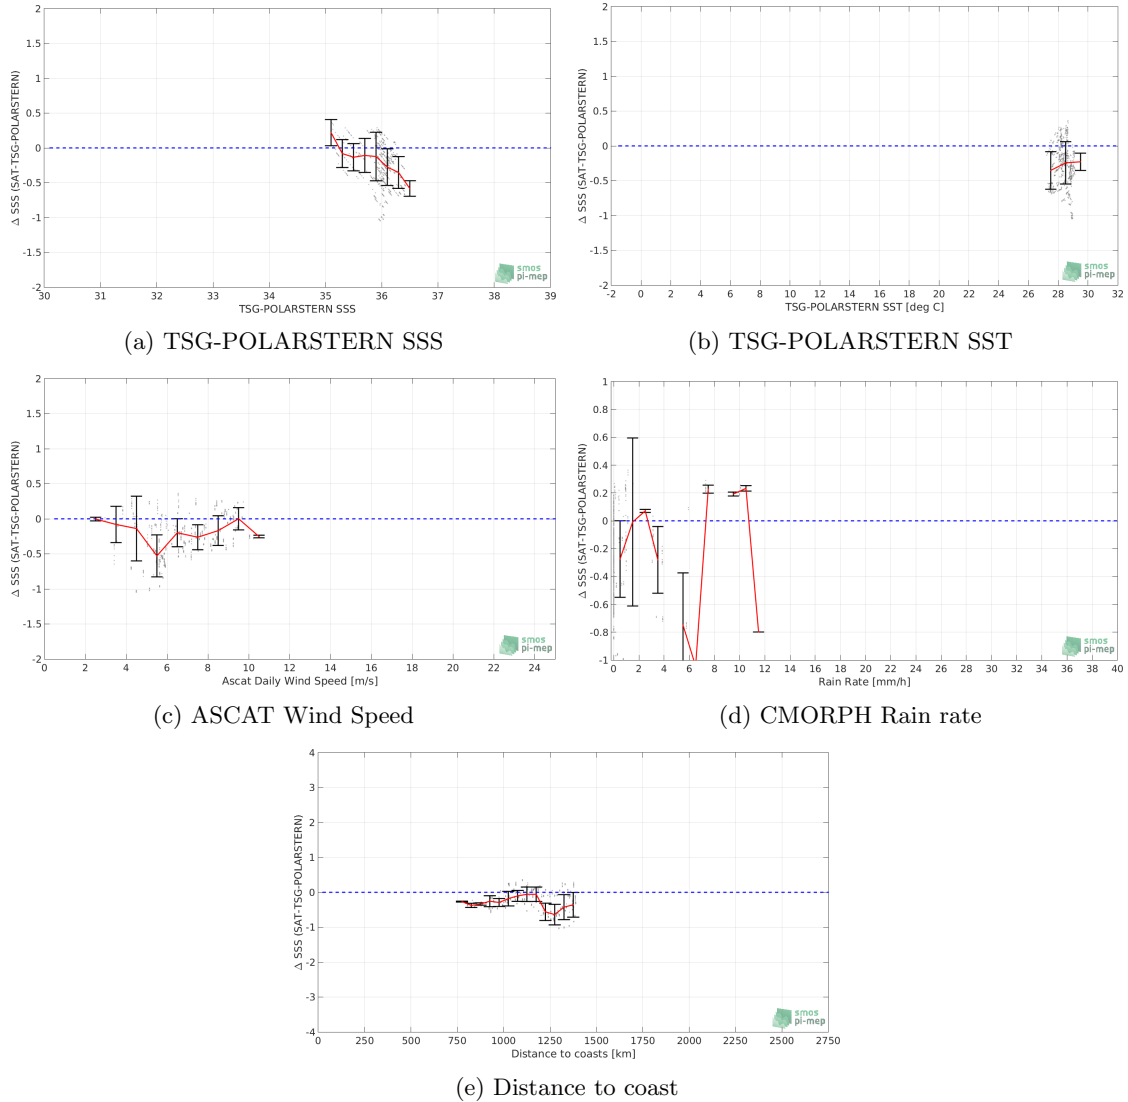 2
1.5
1
0.5
0
-0.5
-1
-1.5
-2
Δ SSS (SAT-TSG-POLARSTERN)
30 31 32 33 34 35 36 37 38 39
TSG-POLARSTERN SSS
smos
pi-mep
(a) TSG-POLARSTERN SSS
2
1.5
1
0.5
0
-0.5
-1
-1.5
-2
Δ SSS (SAT-TSG-POLARSTERN)
-2 0 2 4 6 8 10 12 14 16 18 20 22 24 26 28 30 32
TSG-POLARSTERN SST [deg C]
smos
pi-mep
(b) TSG-POLARSTERN SST
2
1.5
1
0.5
0
-0.5
-1
-1.5
-2
Δ SSS (SAT-TSG-POLARSTERN)
0 2 4 6 8 10 12 14 16 18 20 22 24
Ascat Daily Wind Speed [m/s]
smos
pi-mep
(c) ASCAT Wind Speed
1
0.8
0.6
0.4
0.2
0
-0.2
-0.4
-0.6
-0.8
-1
Δ SSS (SAT-TSG-POLARSTERN)
0 2 4 6 8 10 12 14 16 18 20 22 24 26 28 30 32 34 36 38 40
Rain Rate [mm/h]
smos
pi-mep
(d) CMORPH Rain rate
4
3
2
1
0
-1
-2
-3
-4
Δ SSS (SAT-TSG-POLARSTERN)
0 250 500 750 1000 1250 1500 1750 2000 2250 2500 2750
Distance to coasts [km]
smos
pi-mep
(e) Distance to coast